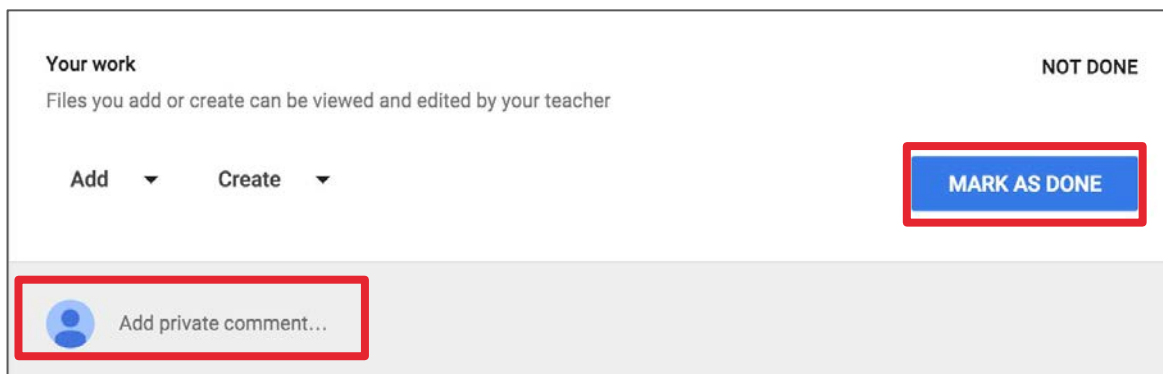 Your work
NOT DONE
Files you add or create can be viewed and edited by your teacher
Add Create
MARK AS DONE
Add private comment...